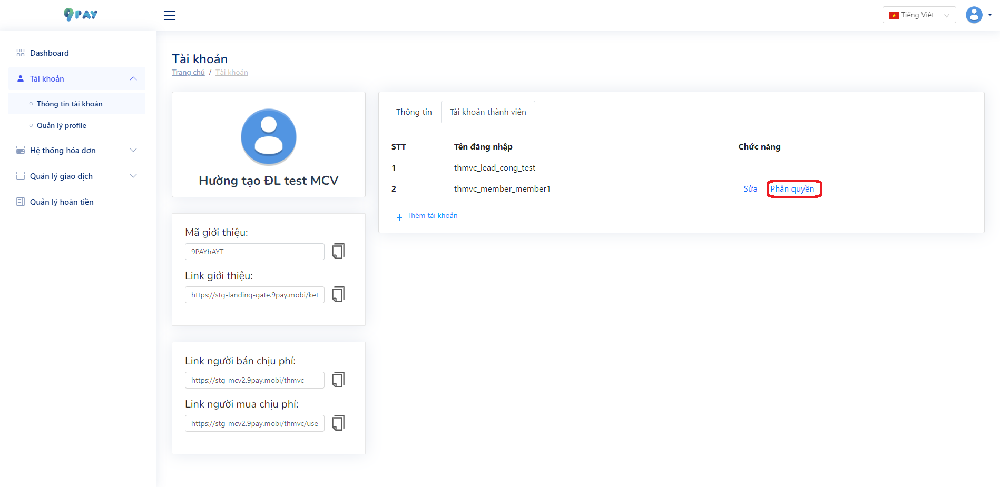 9PAY
Tiếng Việt
Dashboard
Tài khoản
Thông tin tài khoản
Quản lý profile
Hệ thống hóa đơn
Quản lý giao dịch
Quản lý hoàn tiền
Tài khoản
Trang chủ / Tài khoản
Hường tạo ĐL test MCV
Mã giới thiệu:
9PAYhAYT
Link giới thiệu:
https://stg-landing-gate.9pay.mobi/ket
Link người bán chịu phí:
https://stg-mcv2.9pay.mobi/thmvc
Link người mua chịu phí:
https://stg-mcv2.9pay.mobi/thmvc/use
Thông tin Tài khoản thành viên
STT Tên đăng nhập Chức năng
1 thmvc_lead_cong_test
2 thmvc_member_member1 Sửa Phân quyền
+ Thêm tài khoản